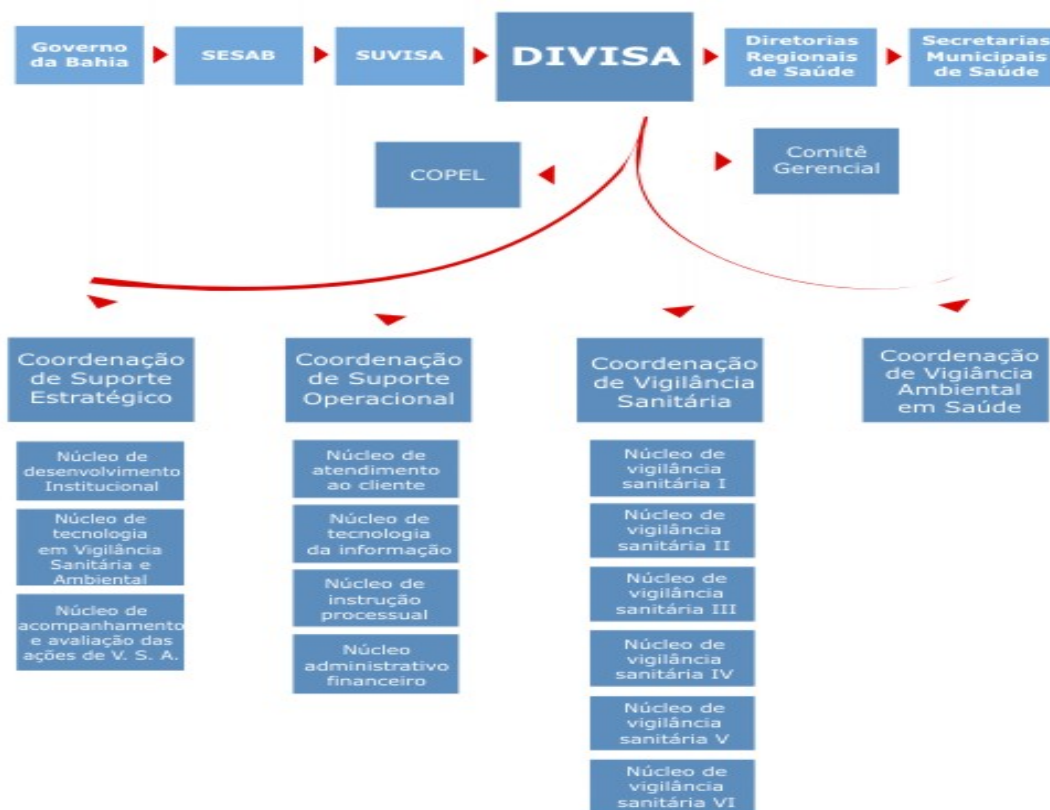 Governo
da Bahia
SESAB
SUVISA
DIVISA
Diretorias
Regionais
de Saúde
Secretarias
Municipais
de Saúde
COPEL
Comitê
Gerencial
Coordenação
de Suporte
Estratégico
Núcleo de
desenvolvimento
Institucional
Núcleo de
tecnologia
em Vigilância
Sanitária e
Ambiental
Núcleo de
acompanhamento
e avaliação das
ações de V. S. A.
Coordenação
de Suporte
Operacional
Núcleo de
atendimento
ao cliente
Núcleo de
tecnologia
da informação
Núcleo de
instrução
processual
Núcleo
administrativo
financeiro
Coordenação
de Vigilância
Sanitária
Núcleo de
vigilância
sanitária I
Núcleo de
vigilância
sanitária II
Núcleo de
vigilância
sanitária III
Núcleo de
vigilância
sanitária IV
Núcleo de
vigilância
sanitária V
Núcleo de
vigilância
sanitária VI
Coordenação
de Vigiância
Ambiental
em Saúde